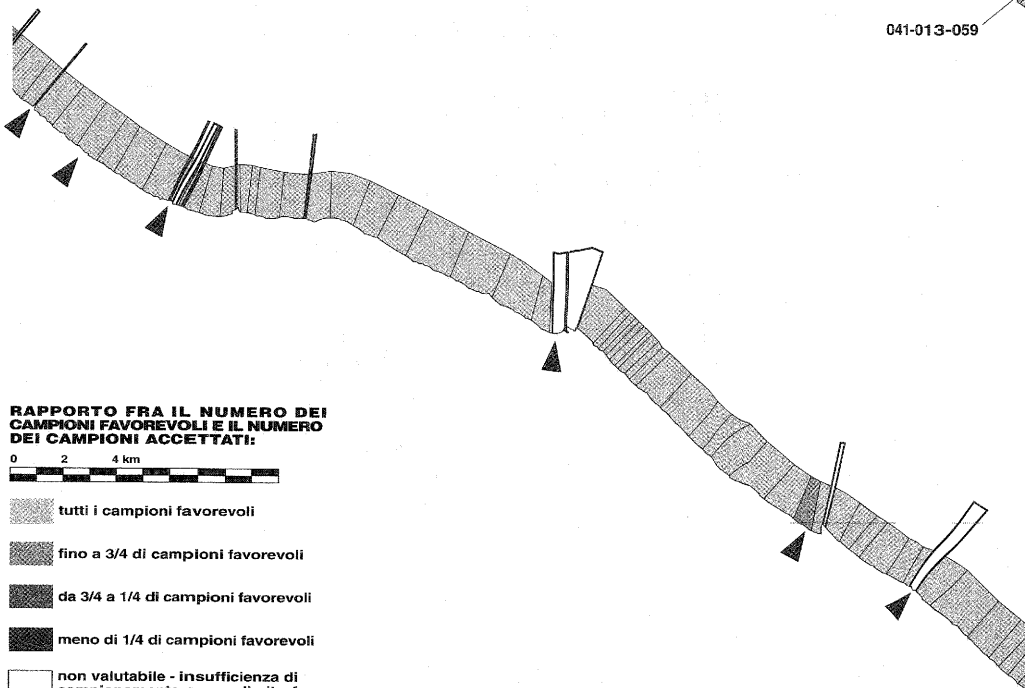 041-013-059
RAPPORTO FRA IL NUMERO DEI
CAMPIONI FAVOREVOLI E IL NUMERO
DEI CAMPIONI ACCETTATI:
0 2 4 km
tutti i campioni favorevoli
fino a 3/4 di campioni favorevoli
da 3/4 a 1/4 di campioni favorevoli
meno di 1/4 di campioni favorevoli
non valutabile - insufficienza di